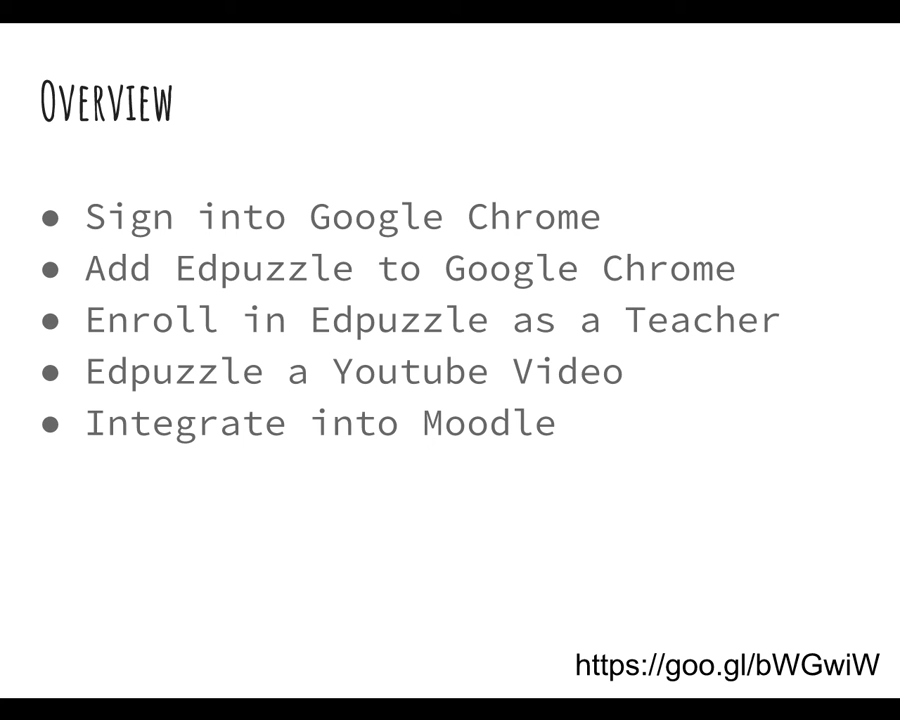 Overview
● Sign into Google Chrome
● Add Edpuzzle to Google Chrome
● Enroll in Edpuzzle as a Teacher
● Edpuzzle a Youtube Video
● Integrate into Moodle
https://goo.gl/bWGwiW